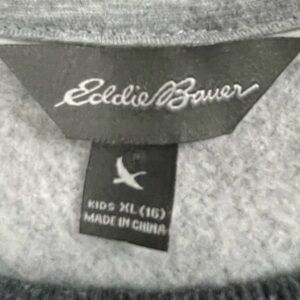 Eddie Bauer
KIDS XL (16)
MADE IN CHINA